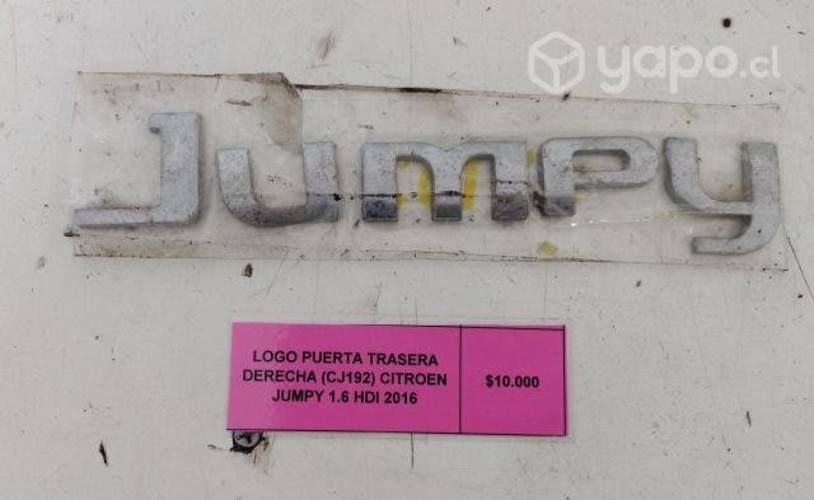 yapo.cl
Jumpy
LOGO PUERTA TRASERA
DERECHA (CJ192) CITROEN
JUMPY 1.6 HDI 2016
$10.000